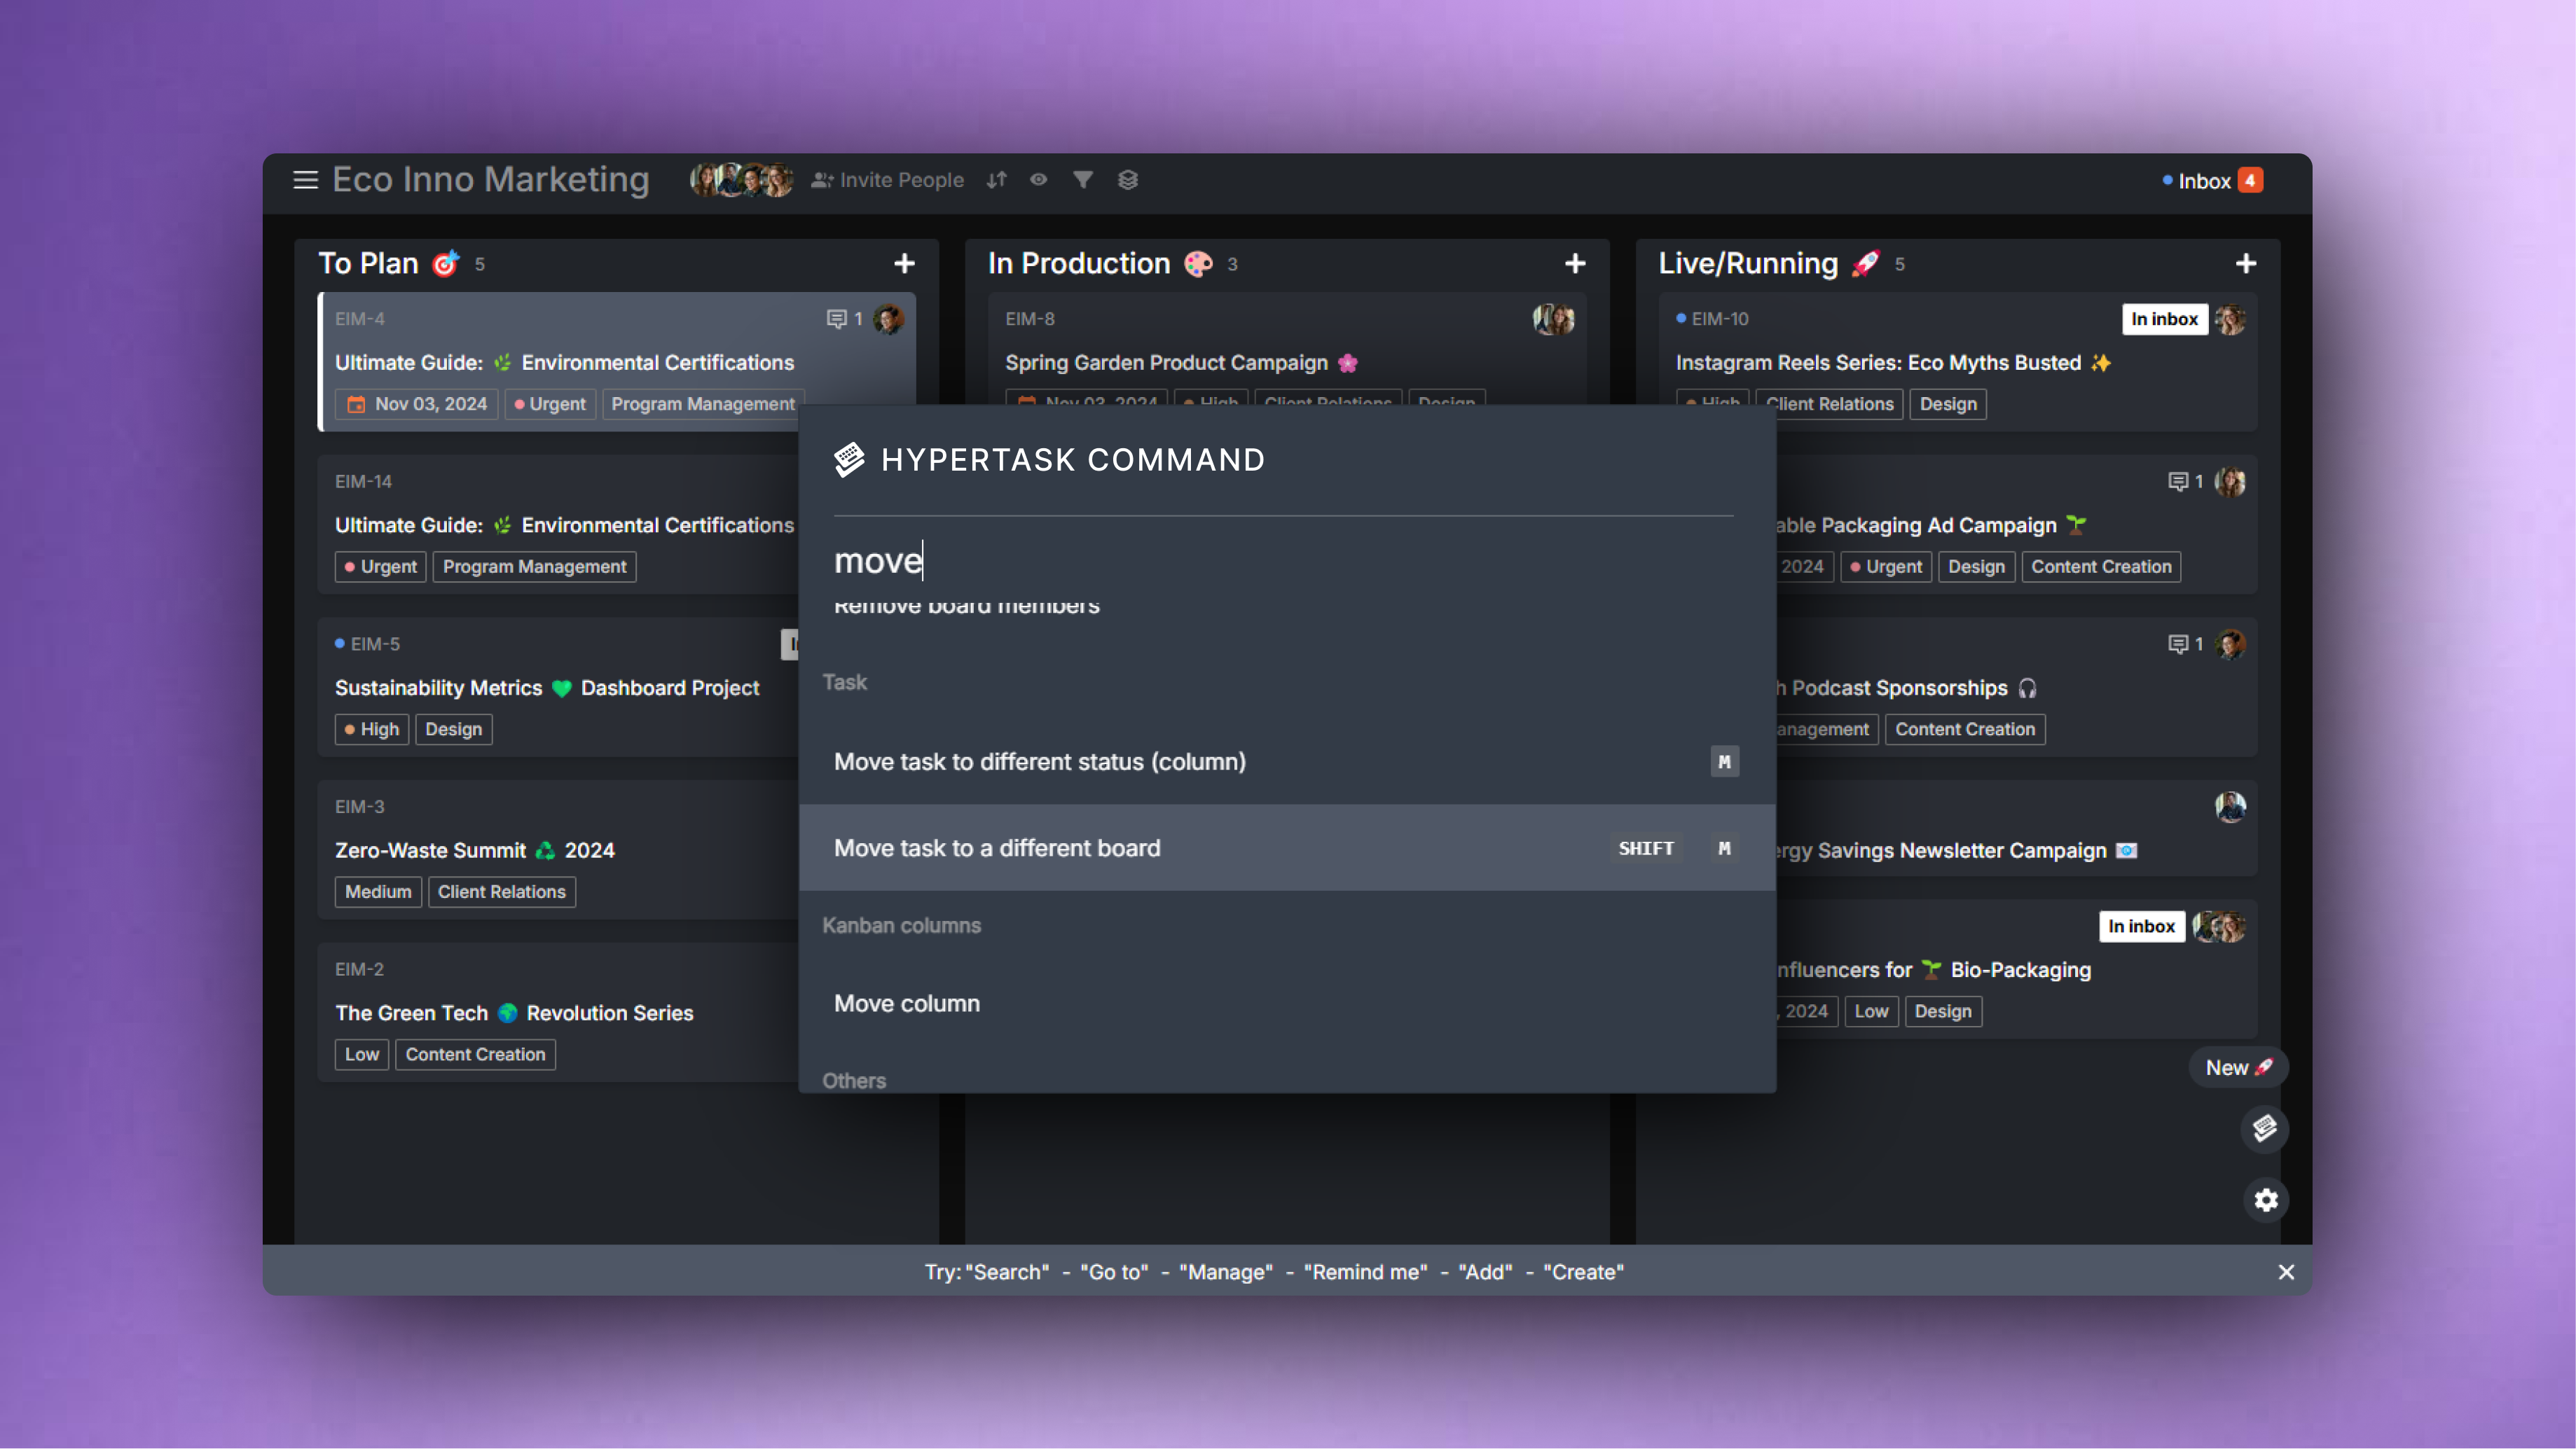 Eco Inno Marketing Invite People Inbox 4
To Plan 🎯 5
EIM-4 1
Ultimate Guide: 🌿 Environmental Certifications
Nov 03, 2024 Urgent Program Management
EIM-14
Ultimate Guide: 🌿 Environmental Certifications
Urgent Program Management
EIM-5
Sustainability Metrics 💚 Dashboard Project
High Design
EIM-3
Zero-Waste Summit ♻️ 2024
Medium Client Relations
EIM-2
The Green Tech 🌍 Revolution Series
Low Content Creation
In Production 🎨 3
EIM-8
Spring Garden Product Campaign 🌸
Nov 03, 2024 High Client Relations Design
HYPERTASK COMMAND
move
Remove board members
Task
Move task to different status (column) M
Move task to a different board SHIFT M
Kanban columns
Move column
Others
Live/Running 🚀 5
EIM-10 In inbox
Instagram Reels Series: Eco Myths Busted ✨
High Client Relations Design
1
Packaging Ad Campaign 🌱
2024 Urgent Design Content Creation
1
Podcast Sponsorships 🎧
Content Creation
Savings Newsletter Campaign 📧
In inbox
for 🌱 Bio-Packaging
2024 Low Design
New 🚀
Try: "Search" - "Go to" - "Manage" - "Remind me" - "Add" - "Create"